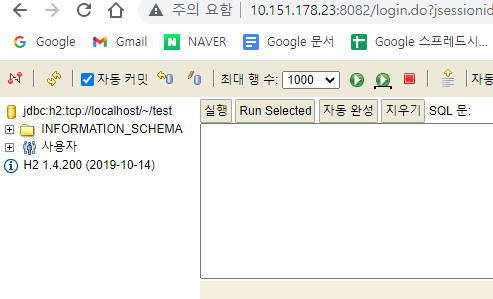 주의 요함 10.151.178.23:8082/login.do?jsessionid
Google Gmail NAVER Google 문서 Google 스프레드시...
자동 커밋 최대 행 수: 1000 자동
jdbc:h2:tcp://localhost/~/test 실행 Run Selected 자동 완성 지우기 SQL 문:
INFORMATION_SCHEMA
사용자
H2 1.4.200 (2019-10-14)